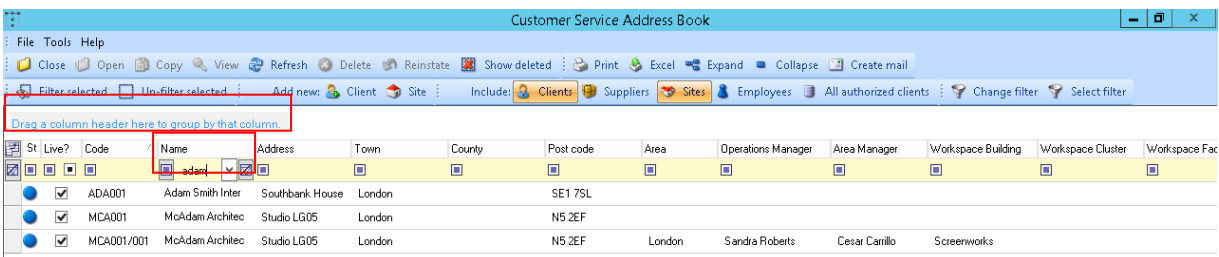 Customer Service Address Book
File Tools Help
Close Open Copy View Refresh Delete Reinstate Show deleted Print Excel Expand Collapse Create mail
Filter selected Un-filter selected Add new: Client Site Include: Clients Suppliers Sites Employees All authorized clients Change filter Select filter
Drag a column header here to group by that column.
St Live? Code Name Address Town County Post code Area Operations Manager Area Manager Workspace Building Workspace Cluster Workspace Fac
adam
ADA001 Adam Smith Inter Southbank House London SE1 7SL
MCA001 McAdam Architec Studio LG05 London N5 2EF
MCA001/001 McAdam Architec Studio LG05 London N5 2EF London Sandra Roberts Cesar Carrillo Screenworks